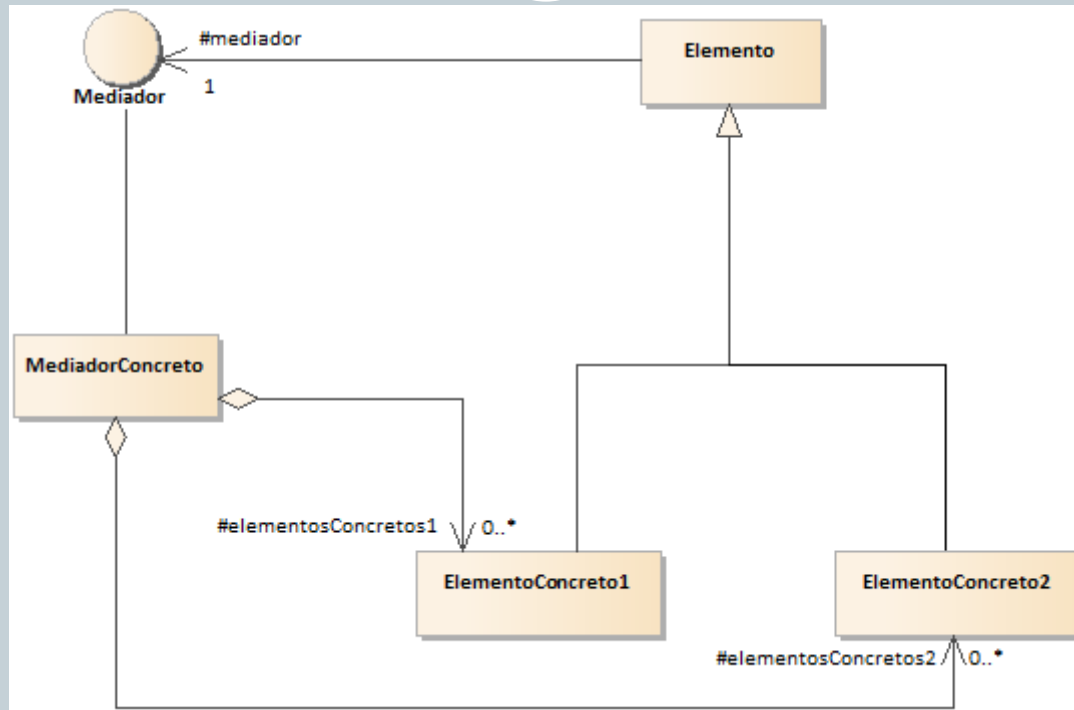 #mediador
Elemento
1
Mediador
MediadorConcreto
#elementosConcretos1
0..*
ElementoConcreto1
ElementoConcreto2
#elementosConcretos2
0..*